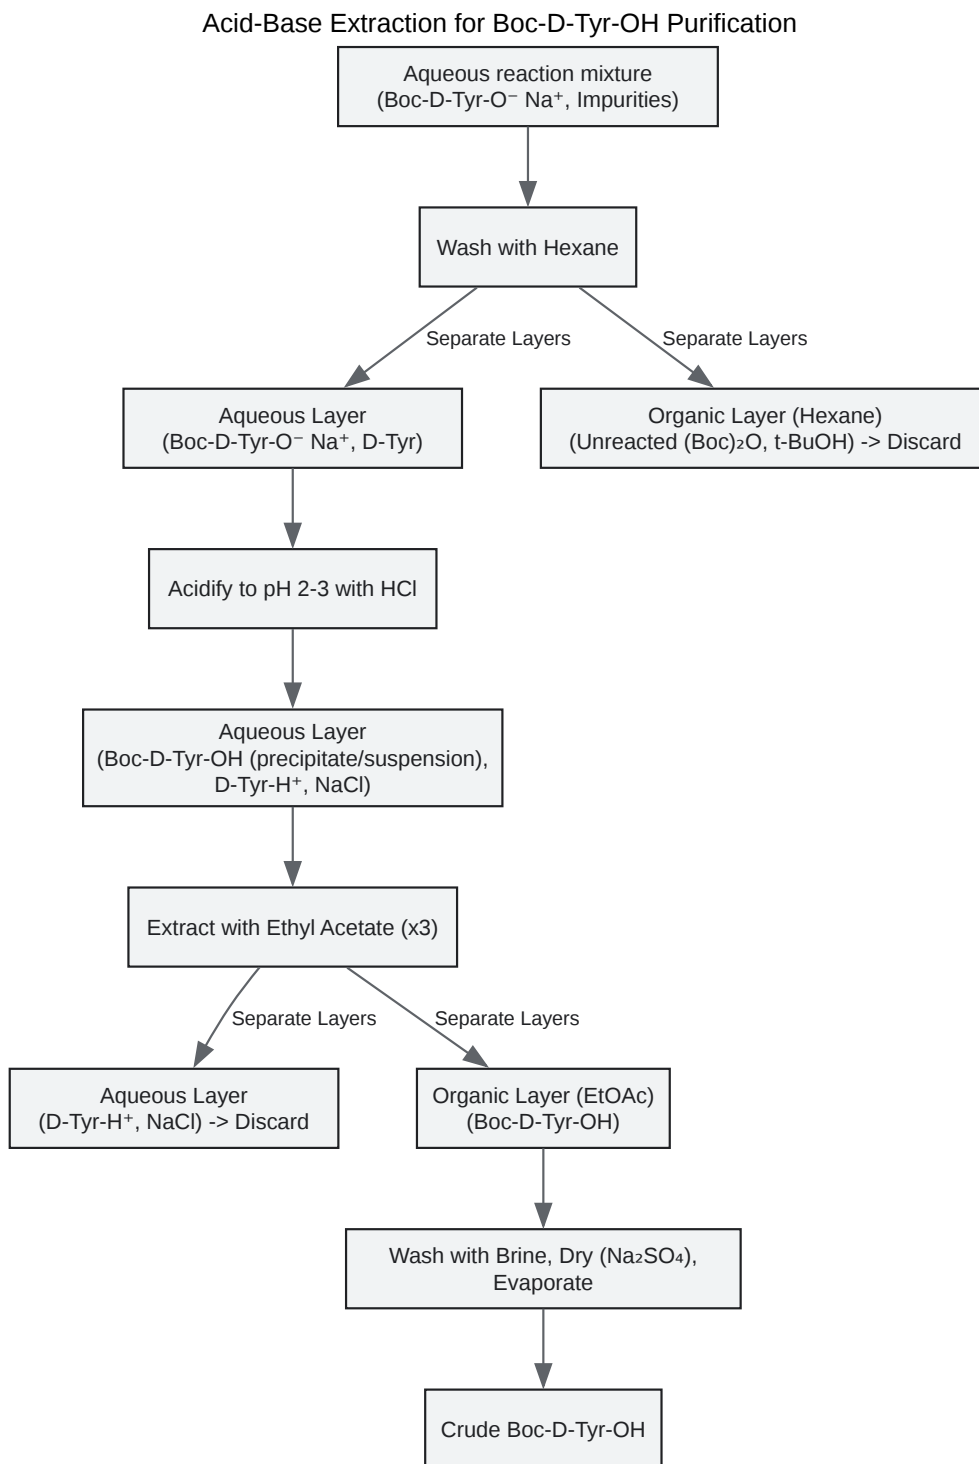 Acid-Base Extraction for Boc-D-Tyr-OH Purification
Aqueous reaction mixture
(Boc-D-Tyr-O⁻ Na⁺, Impurities)
Wash with Hexane
Separate Layers
Separate Layers
Aqueous Layer
(Boc-D-Tyr-O⁻ Na⁺, D-Tyr)
Organic Layer (Hexane)
(Unreacted (Boc)₂O, t-BuOH) -> Discard
Acidify to pH 2-3 with HCl
Aqueous Layer
(Boc-D-Tyr-OH (precipitate/suspension),
D-Tyr-H⁺, NaCl)
Extract with Ethyl Acetate (x3)
Separate Layers
Separate Layers
Aqueous Layer
(D-Tyr-H⁺, NaCl) -> Discard
Organic Layer (EtOAc)
(Boc-D-Tyr-OH)
Wash with Brine, Dry (Na₂SO₄),
Evaporate
Crude Boc-D-Tyr-OH